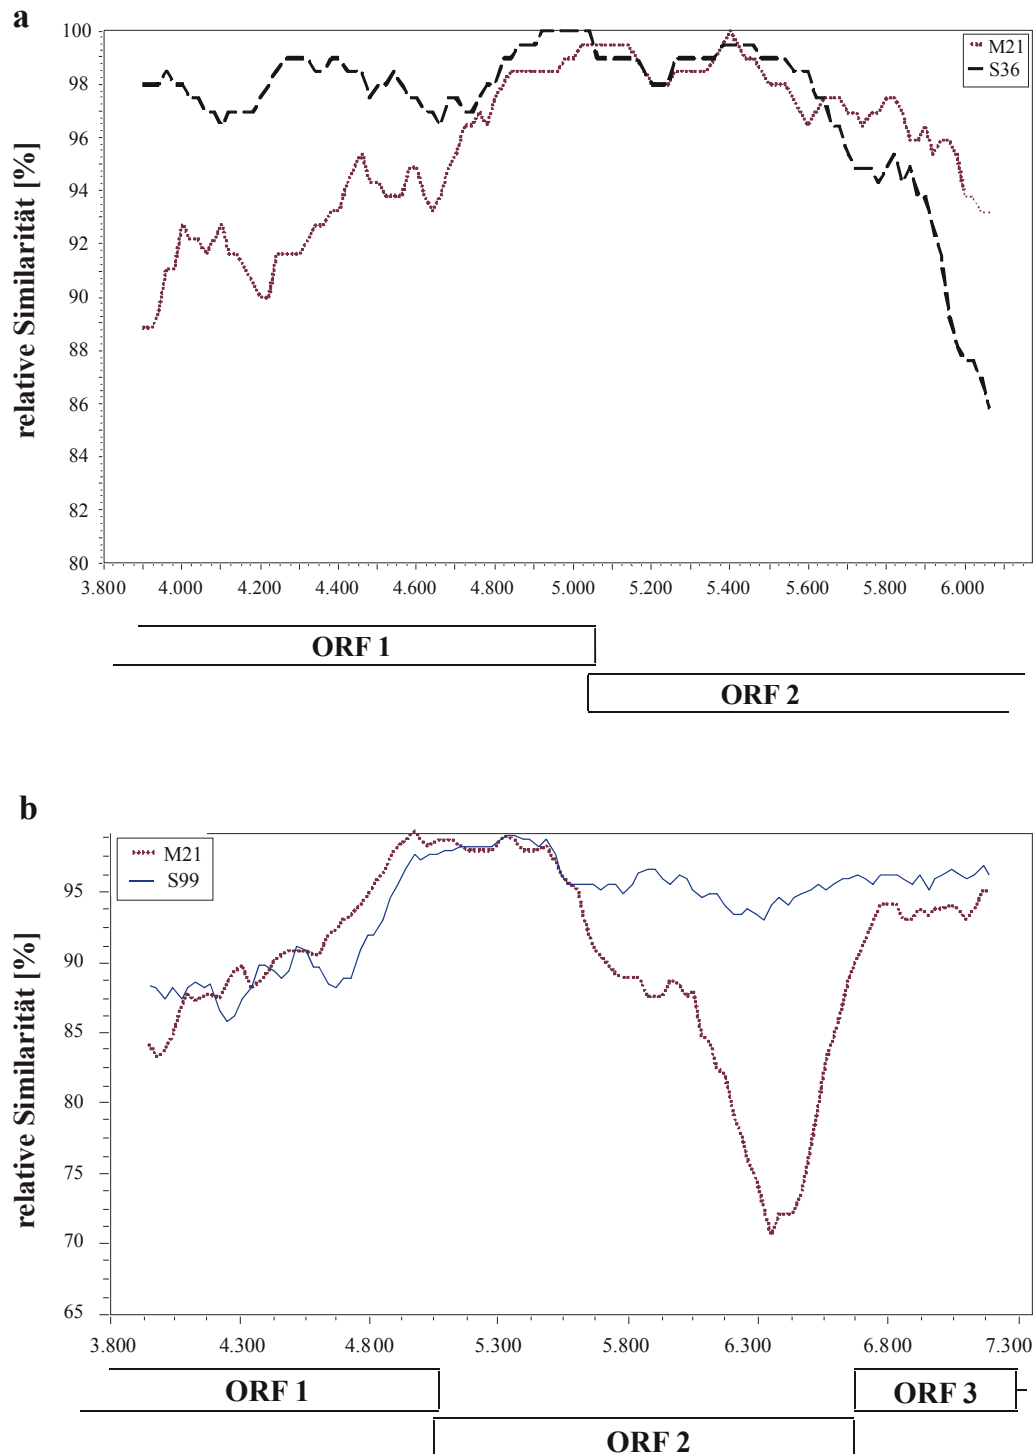 a
relative Similarität [%]
100
98
96
94
92
90
88
86
84
82
80
M21
S36
3.800 4.000 4.200 4.400 4.600 4.800 5.000 5.200 5.400 5.600 5.800 6.000
ORF 1
ORF 2
b
relative Similarität [%]
95
90
85
80
75
70
65
M21
S99
3.800 4.300 4.800 5.300 5.800 6.300 6.800 7.300
ORF 1
ORF 3
ORF 2